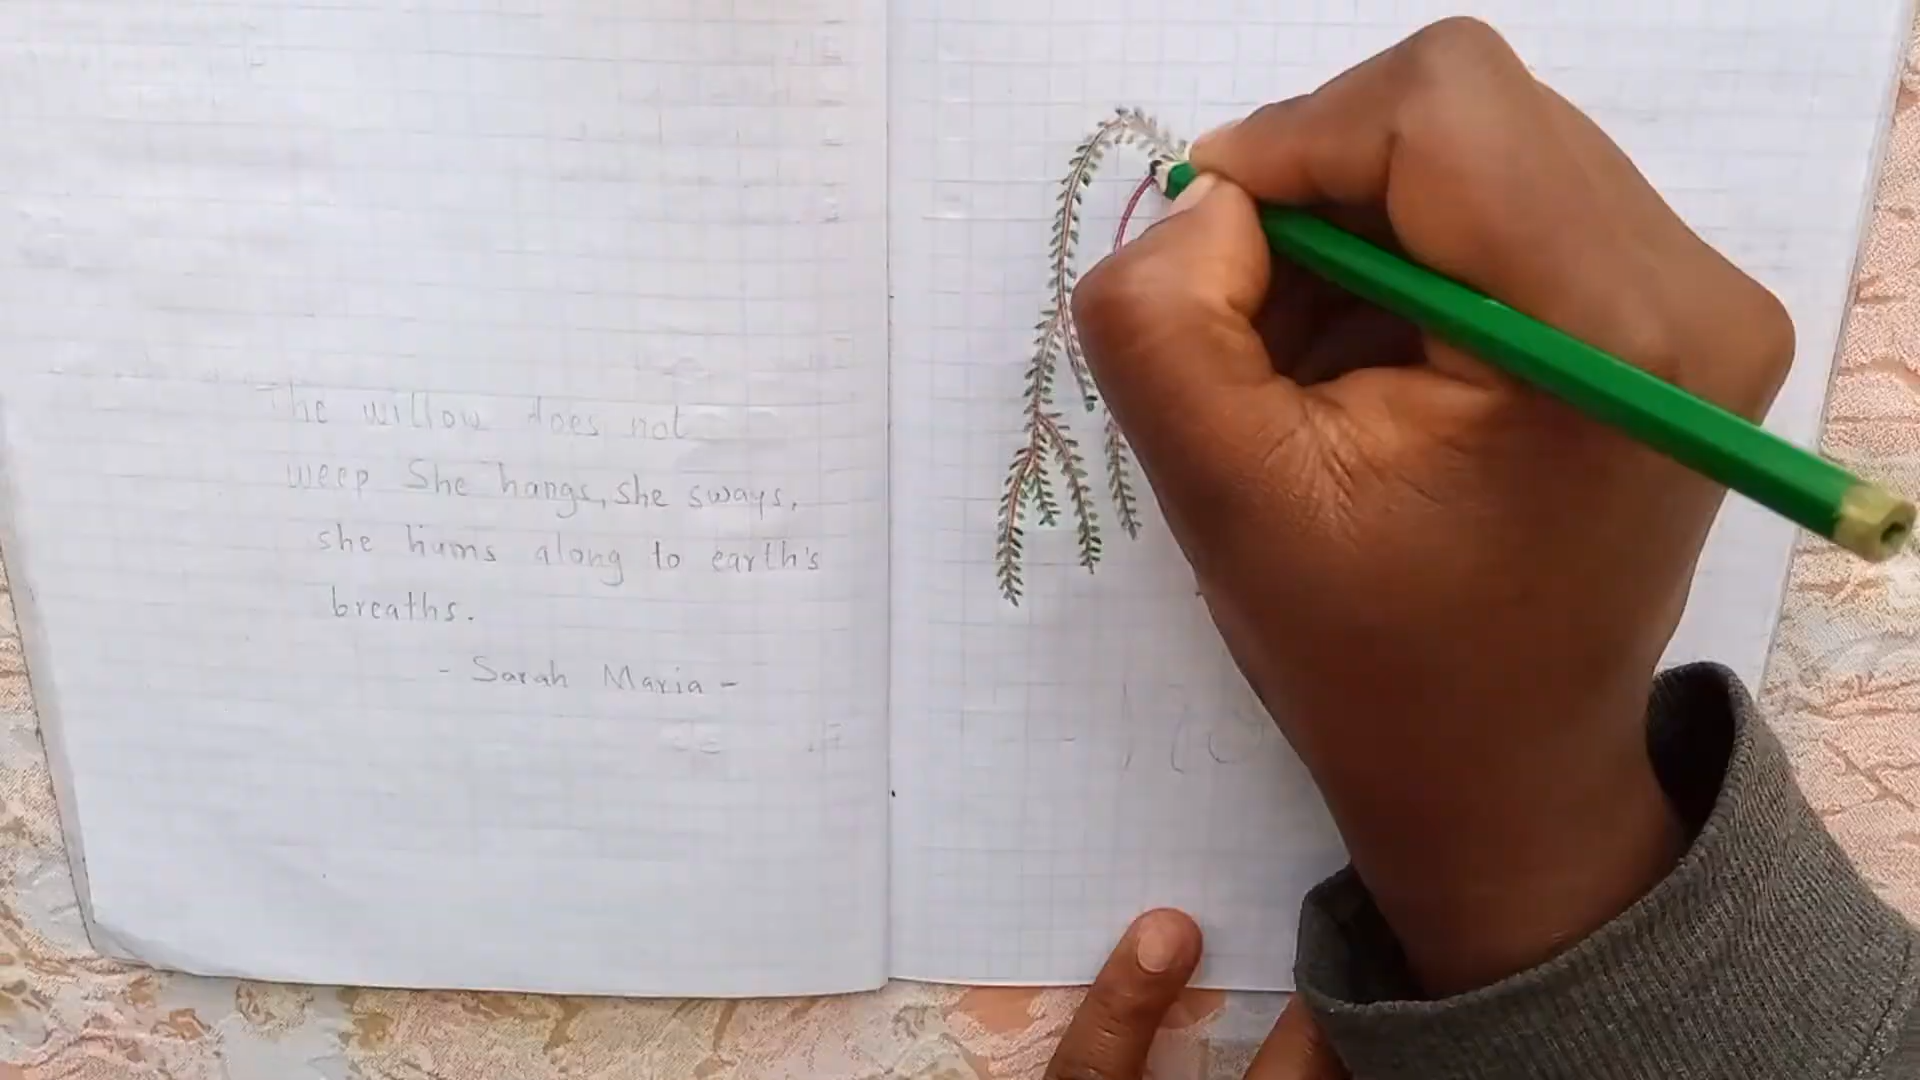 The willow does not
weep She hangs, she sways,
she hums along to earth's
breaths.
- Sarah Maria -